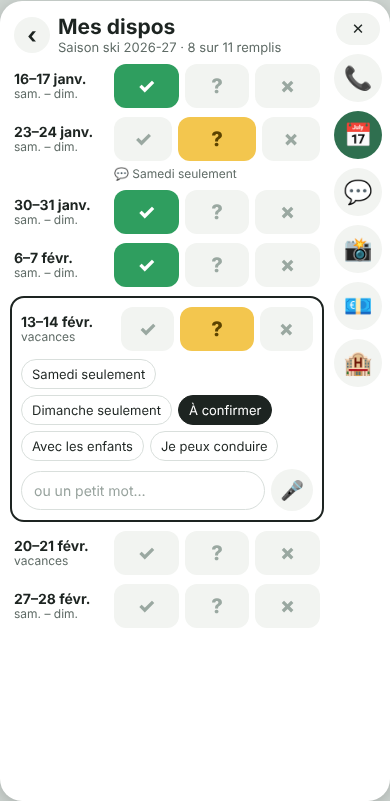 Mes dispos
Saison ski 2026-27 · 8 sur 11 remplis
16–17 janv.
sam. – dim.
?
23–24 janv.
sam. – dim.
?
Samedi seulement
30–31 janv.
sam. – dim.
?
6–7 févr.
sam. – dim.
?
13–14 févr.
vacances
?
Samedi seulement
Dimanche seulement
À confirmer
Avec les enfants
Je peux conduire
ou un petit mot...
20–21 févr.
vacances
?
27–28 févr.
sam. – dim.
?
July
17